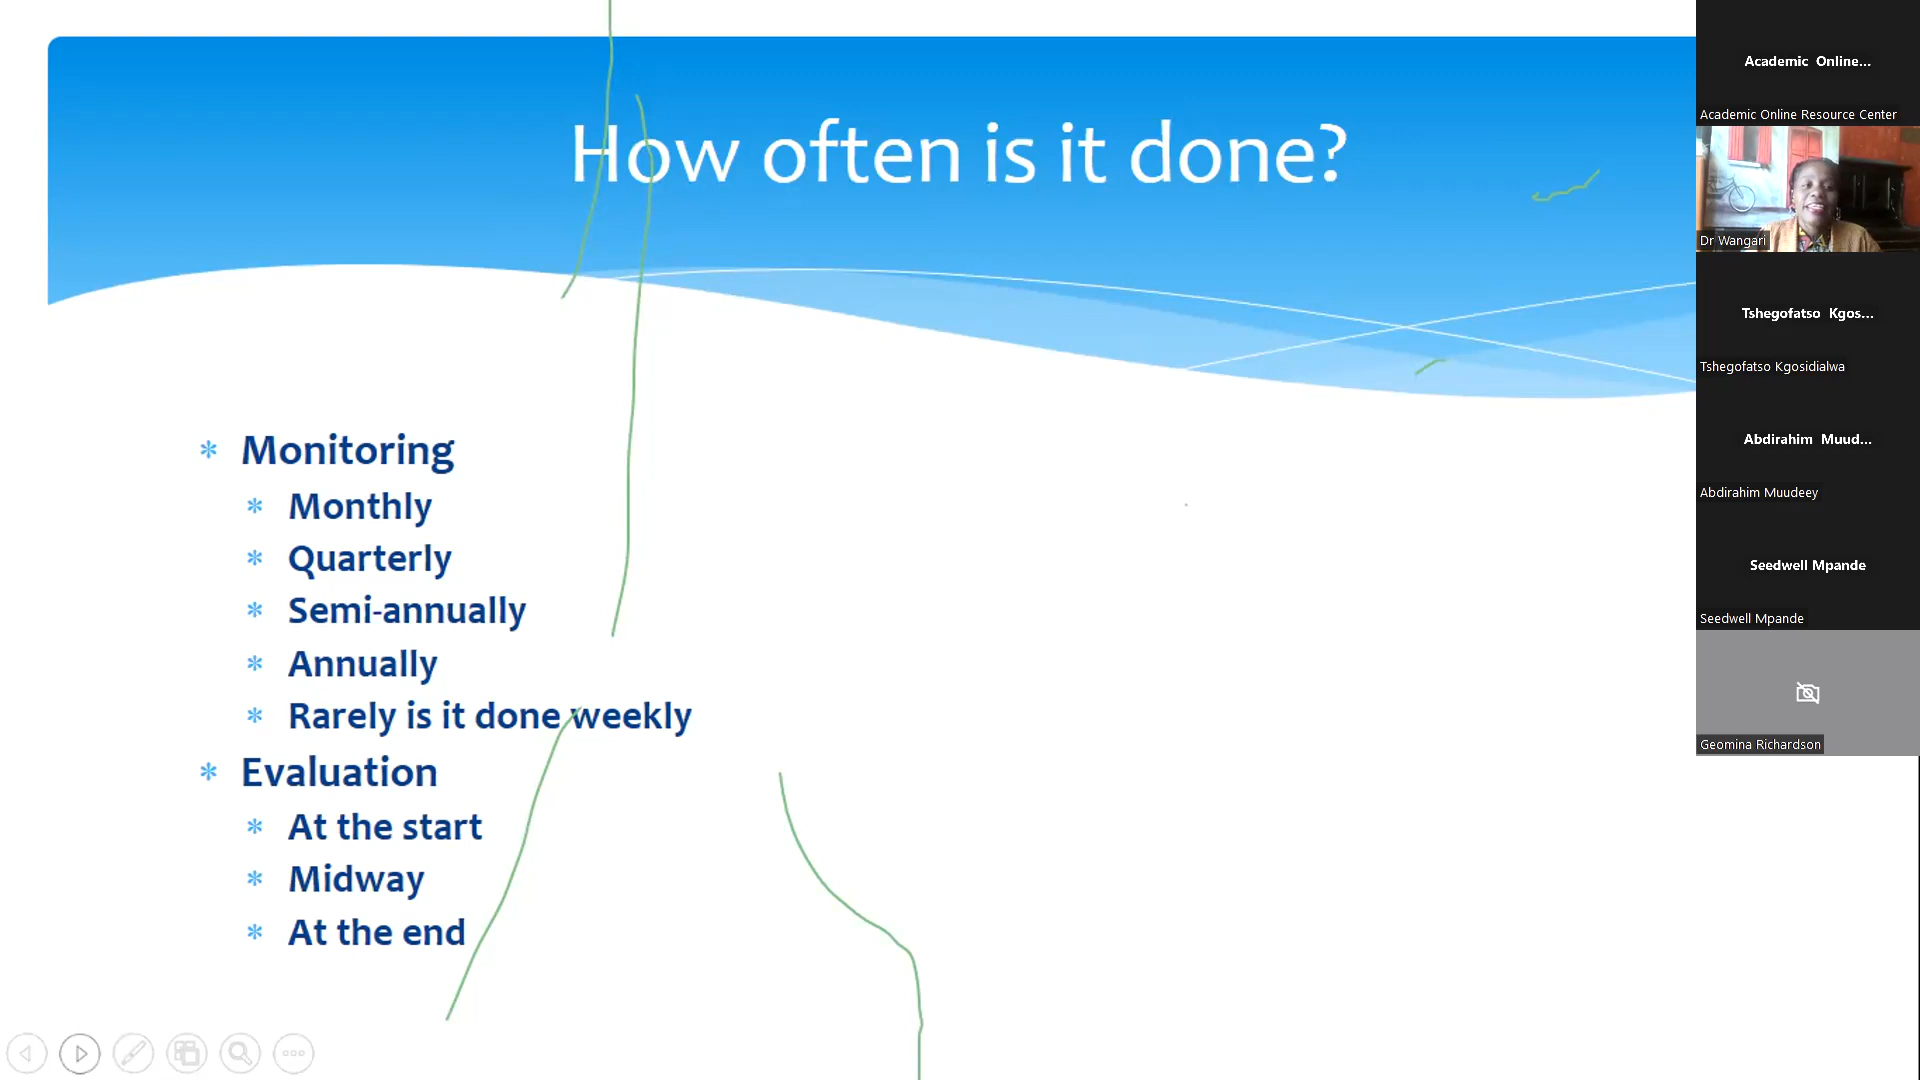 How often is it done?
Monitoring
Monthly
Quarterly
Semi-annually
Annually
Rarely is it done weekly
Evaluation
At the start
Midway
At the end
Academic Online...
Academic Online Resource Center
Dr Wangari
Tshegofatso Kgos...
Tshegofatso Kgosidialwa
Abdirahim Muud...
Abdirahim Muudeey
Seedwell Mpande
Seedwell Mpande
Geomina Richardson